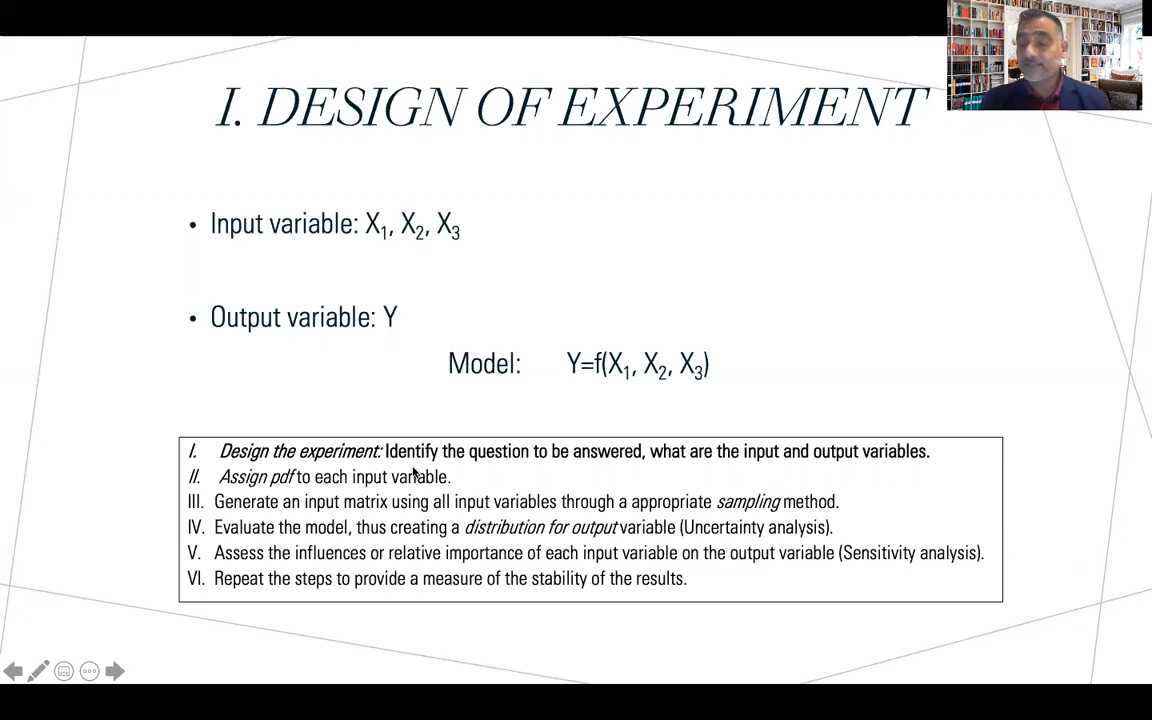 I. DESIGN OF EXPERIMENT
• Input variable: X₁, X₂, X₃
• Output variable: Y
Model: Y=f(X₁, X₂, X₃)
I. Design the experiment: Identify the question to be answered, what are the input and output variables.
II. Assign pdf to each input variable.
III. Generate an input matrix using all input variables through a appropriate sampling method.
IV. Evaluate the model, thus creating a distribution for output variable (Uncertainty analysis).
V. Assess the influences or relative importance of each input variable on the output variable (Sensitivity analysis).
VI. Repeat the steps to provide a measure of the stability of the results.